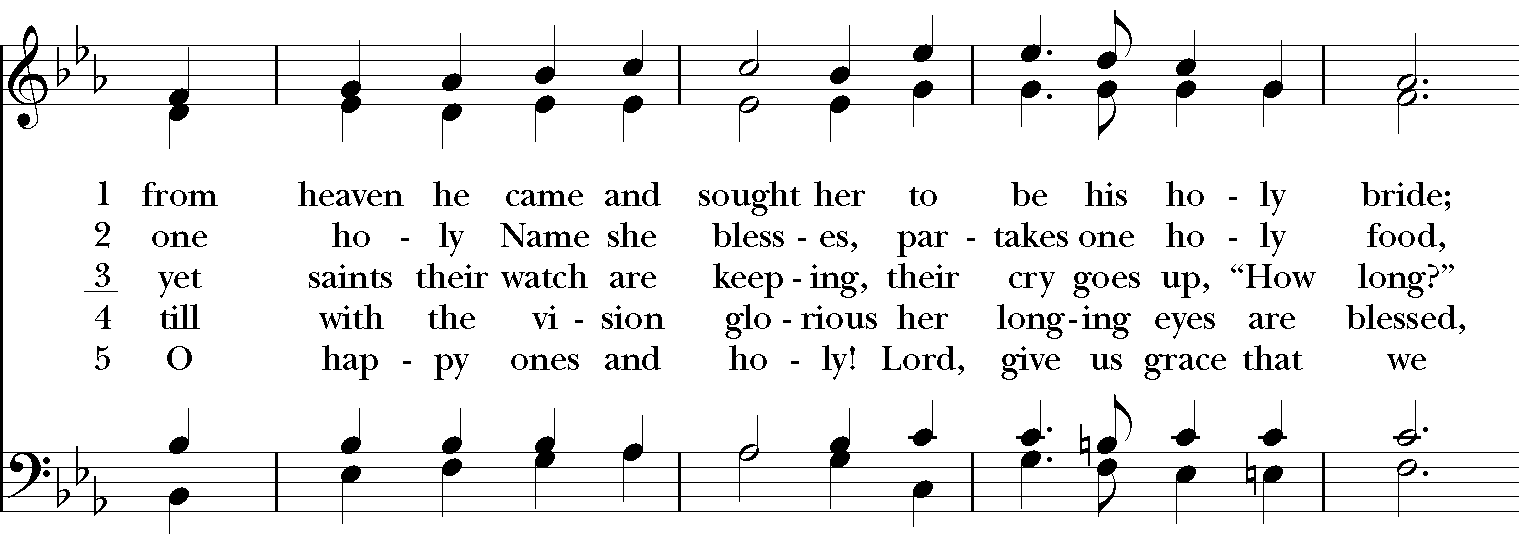 1 from heaven he came and sought her to be his ho - ly bride;
2 one ho - ly Name she bless - es, par - takes one ho - ly food,
3 yet saints their watch are keep - ing, their cry goes up, “How long?”
4 till with the vi - sion glo - rious her long - ing eyes are blessed,
5 O hap - py ones and ho - ly! Lord, give us grace that we